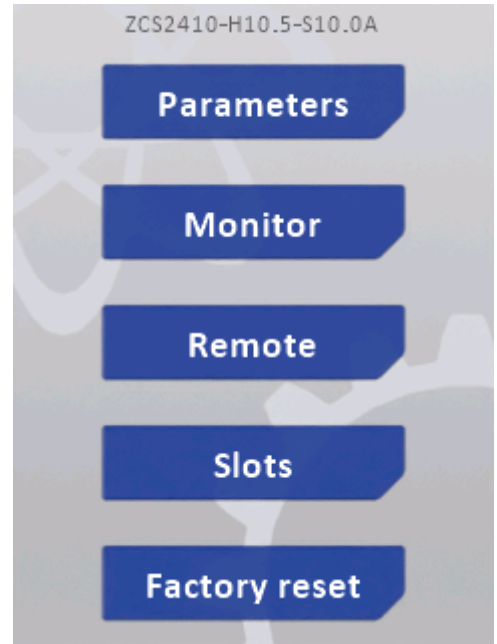 ZCS2410-H10.5-S10.0A
Parameters
Monitor
Remote
Slots
Factory reset